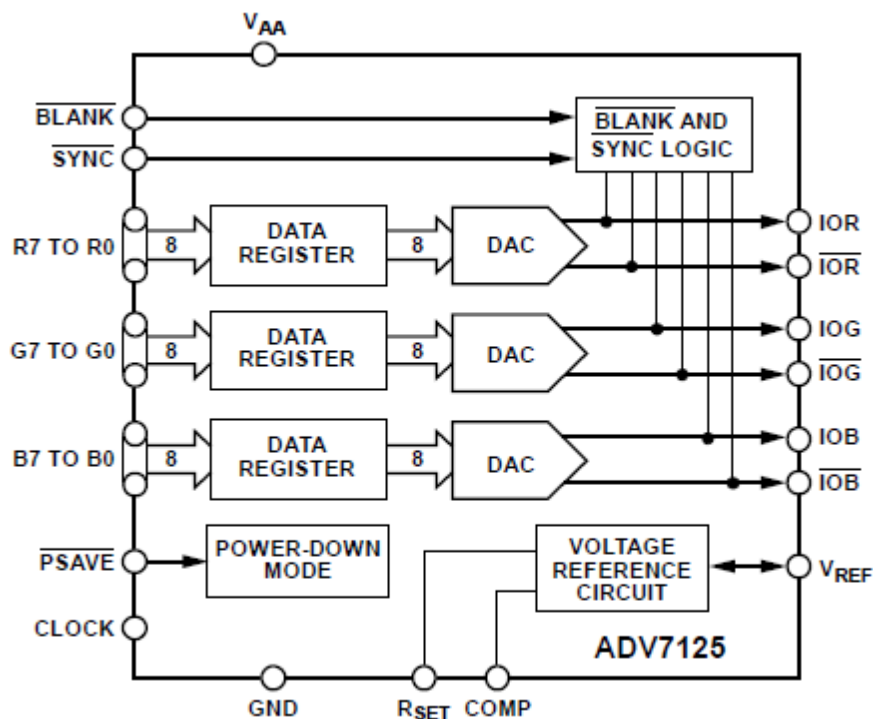 VAA
BLANK
SYNC
BLANK AND
SYNC LOGIC
R7 TO R0
8
DATA
REGISTER
8
DAC
IOR
IOR
G7 TO G0
8
DATA
REGISTER
8
DAC
IOG
IOG
B7 TO B0
8
DATA
REGISTER
8
DAC
IOB
IOB
PSAVE
POWER-DOWN
MODE
VOLTAGE
REFERENCE
CIRCUIT
VREF
CLOCK
ADV7125
GND
RSET
COMP